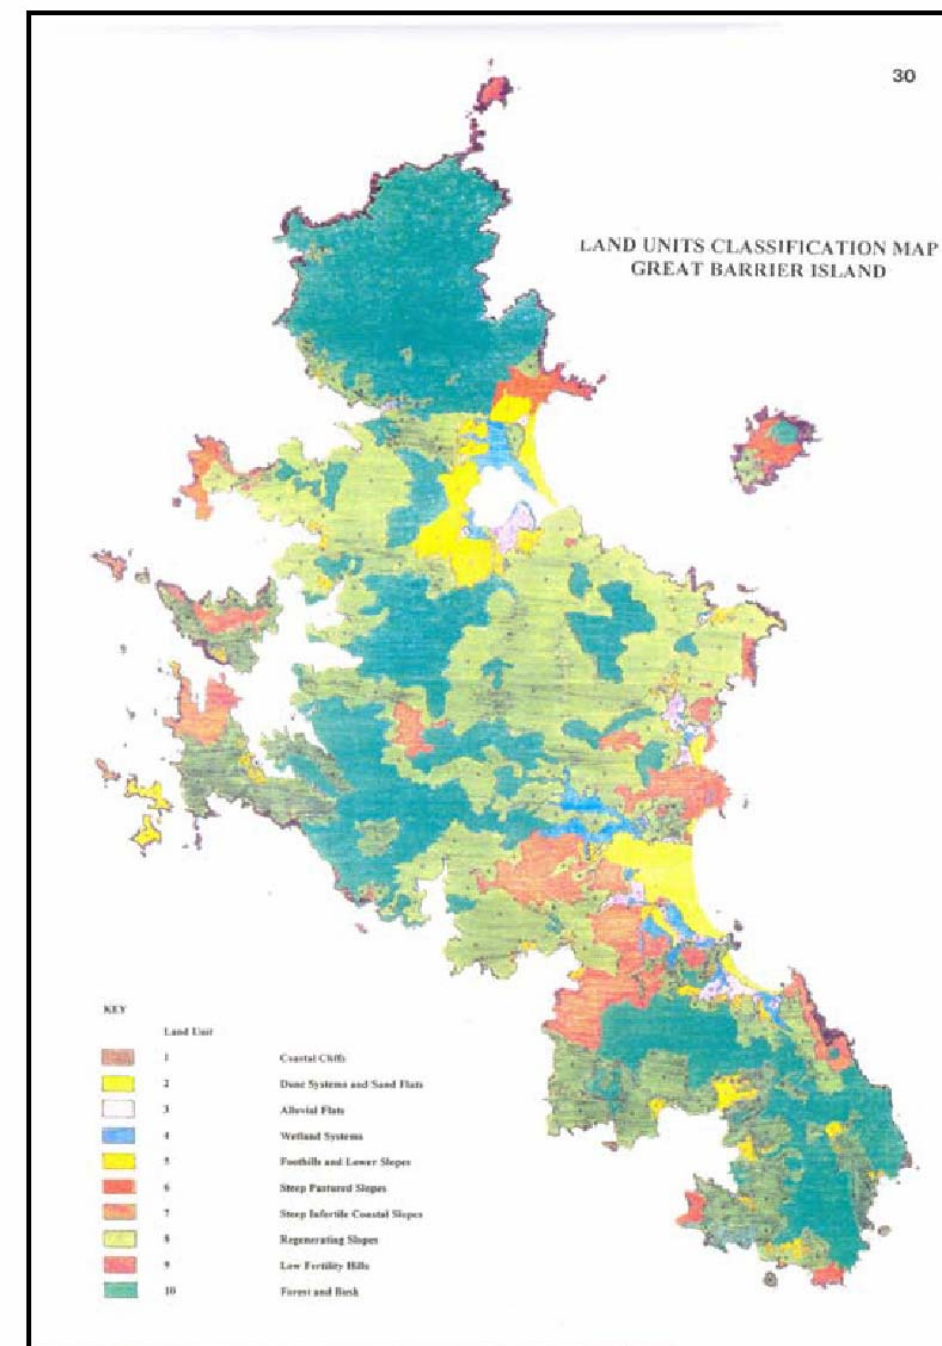 30
LAND UNITS CLASSIFICATION MAP
GREAT BARRIER ISLAND
KEY
Land Unit
1 Coastal Cliffs
2 Dune Systems and Sand Flats
3 Alluvial Flats
4 Wetland Systems
5 Foothills and Lower Slopes
6 Steep Pastured Slopes
7 Steep Infertile Coastal Slopes
8 Regenerating Slopes
9 Low Fertility Hills
10 Forest and Bush